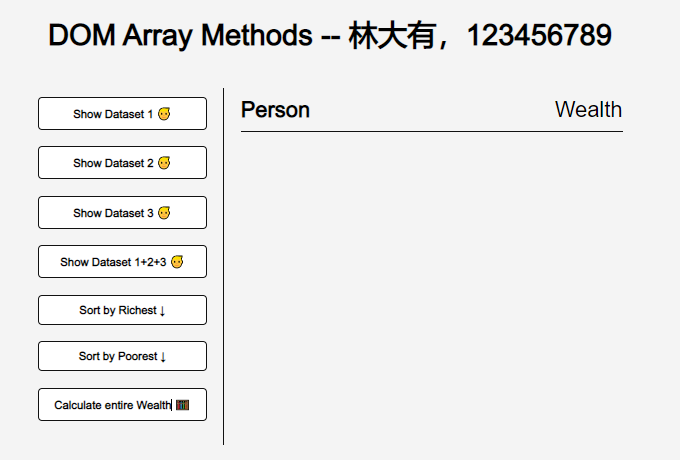 DOM Array Methods -- 林大有，123456789
Show Dataset 1 👱
Show Dataset 2 👱
Show Dataset 3 👱
Show Dataset 1+2+3 👱
Sort by Richest ↓
Sort by Poorest ↓
Calculate entire Wealth 🧮
Person Wealth